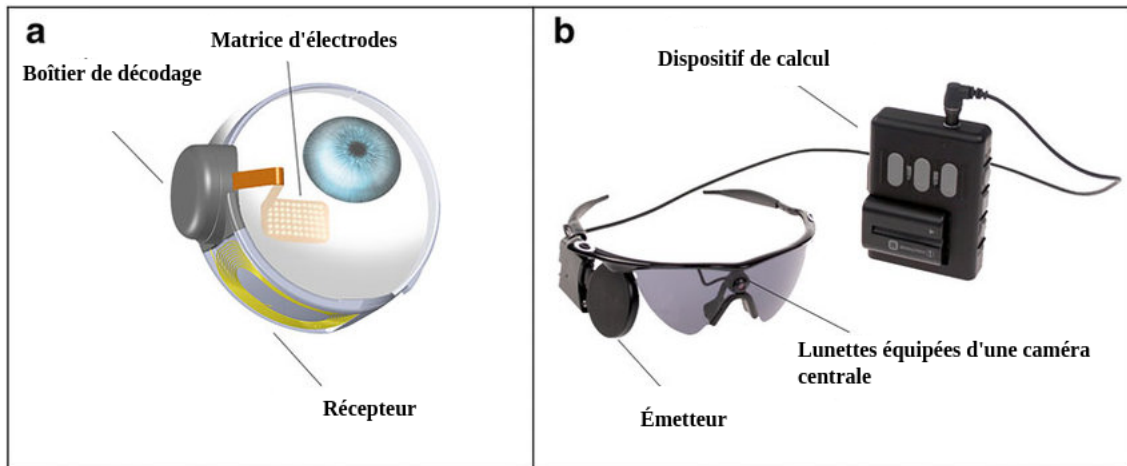 a
Matrice d'électrodes
Boîtier de décodage
Récepteur
b
Dispositif de calcul
Lunettes équipées d'une caméra
centrale
Émetteur